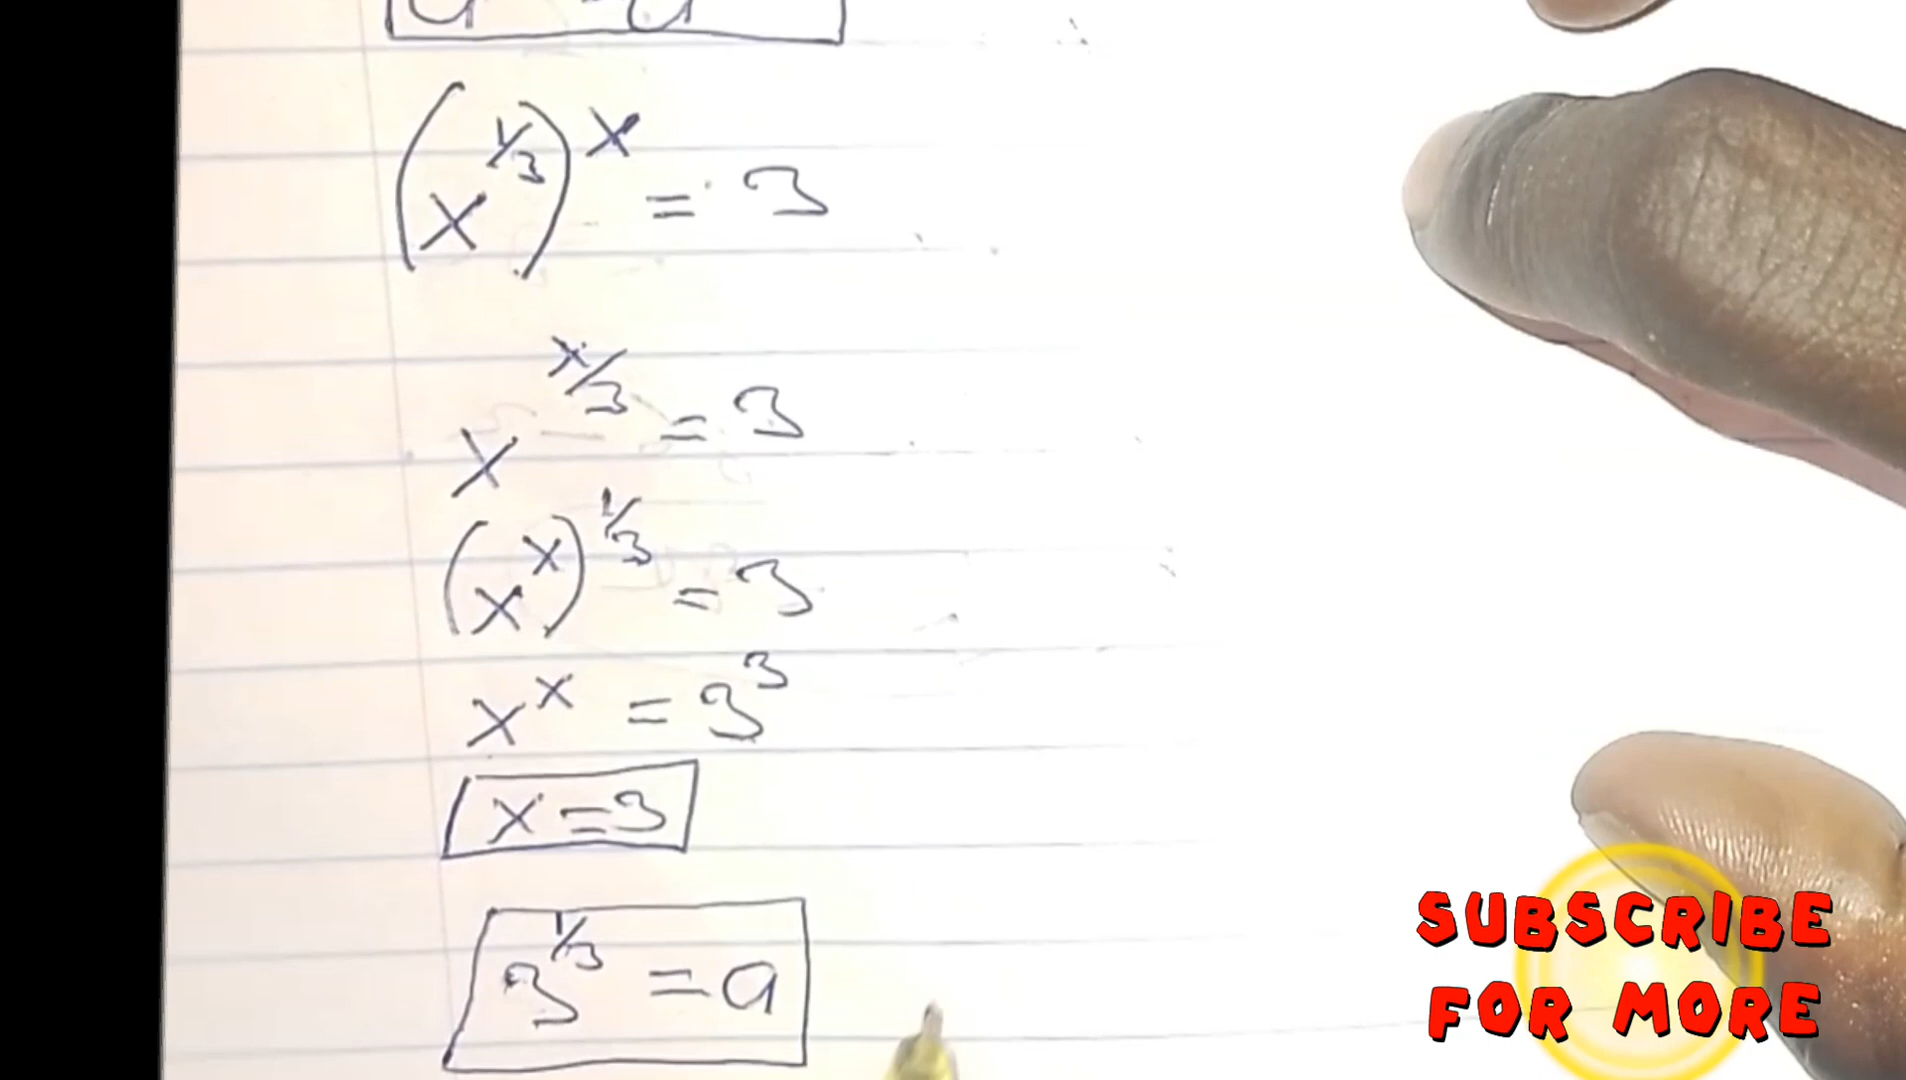 (x^1/3)^x = 3
x^x/3 = 3
(x^x)^1/3 = 3
x^x = 3^3
x = 3
3^1/3 = a
SUBSCRIBE
FOR MORE